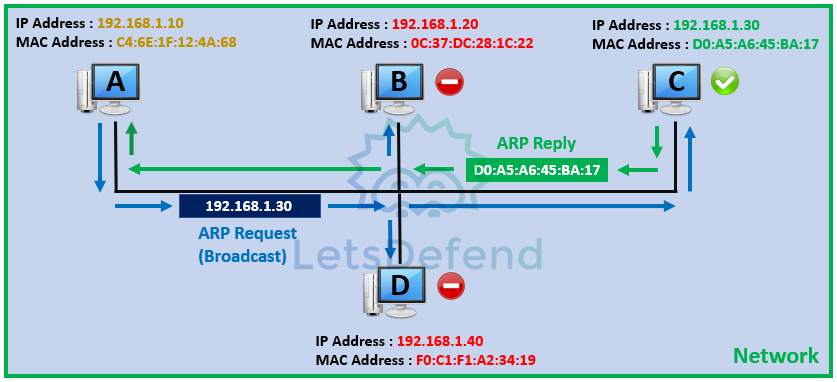 IP Address : 192.168.1.10
MAC Address : C4:6E:1F:12:4A:68
IP Address : 192.168.1.20
MAC Address : 0C:37:DC:28:1C:22
IP Address : 192.168.1.30
MAC Address : D0:A5:A6:45:BA:17
A
B
C
ARP Reply
D0:A5:A6:45:BA:17
192.168.1.30
ARP Request
(Broadcast)
LetsDefend
D
IP Address : 192.168.1.40
MAC Address : F0:C1:F1:A2:34:19
Network